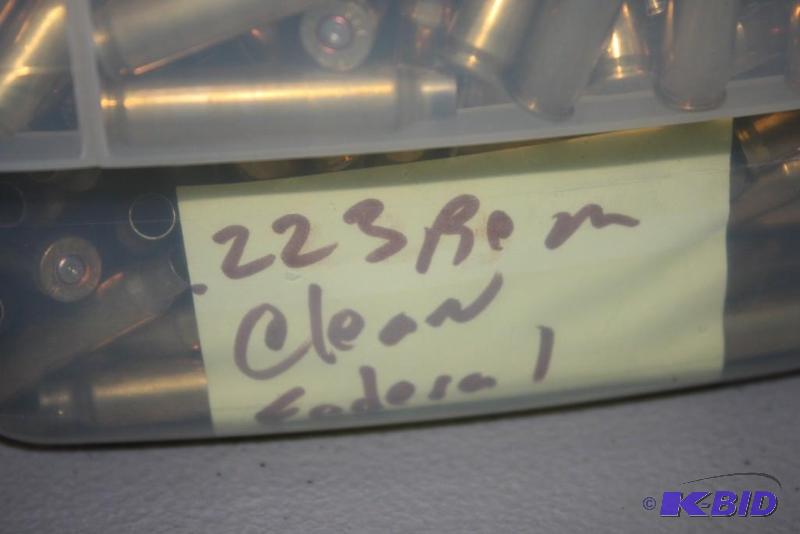 .223 Rem
Clean
Federal
© K-BID